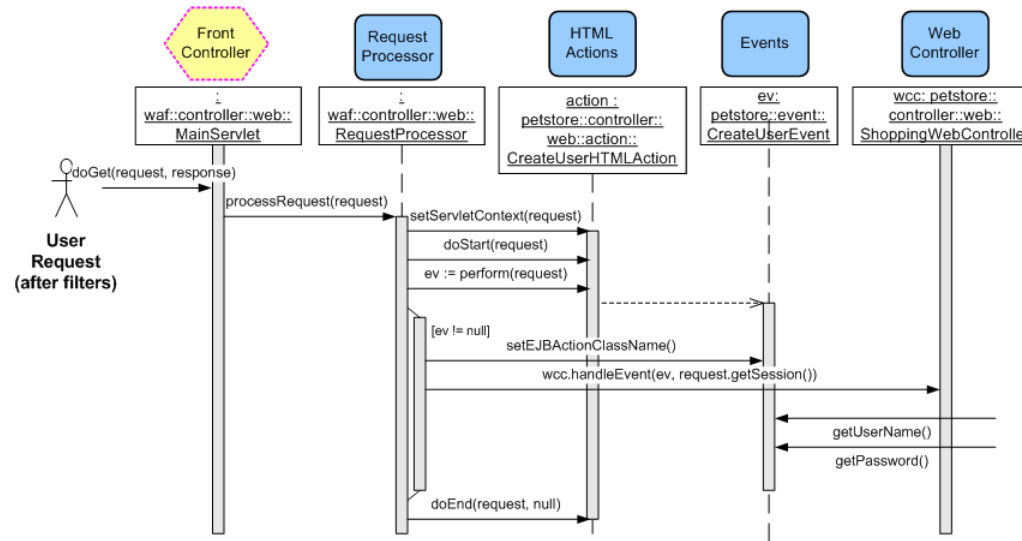 Front
Controller
Request
Processor
HTML
Actions
Events
Web
Controller
:
waf::controller::web::
MainServlet
:
waf::controller::web::
RequestProcessor
action :
petstore::controller::
web::action::
CreateUserHTMLAction
ev:
petstore::event::
CreateUserEvent
wcc: petstore::
controller::web::
ShoppingWebController
doGet(request, response)
User
Request
(after filters)
processRequest(request)
setServletContext(request)
doStart(request)
ev := perform(request)
[ev != null]
setEJBActionClassName()
wcc.handleEvent(ev, request.getSession())
getUserName()
getPassword()
doEnd(request, null)